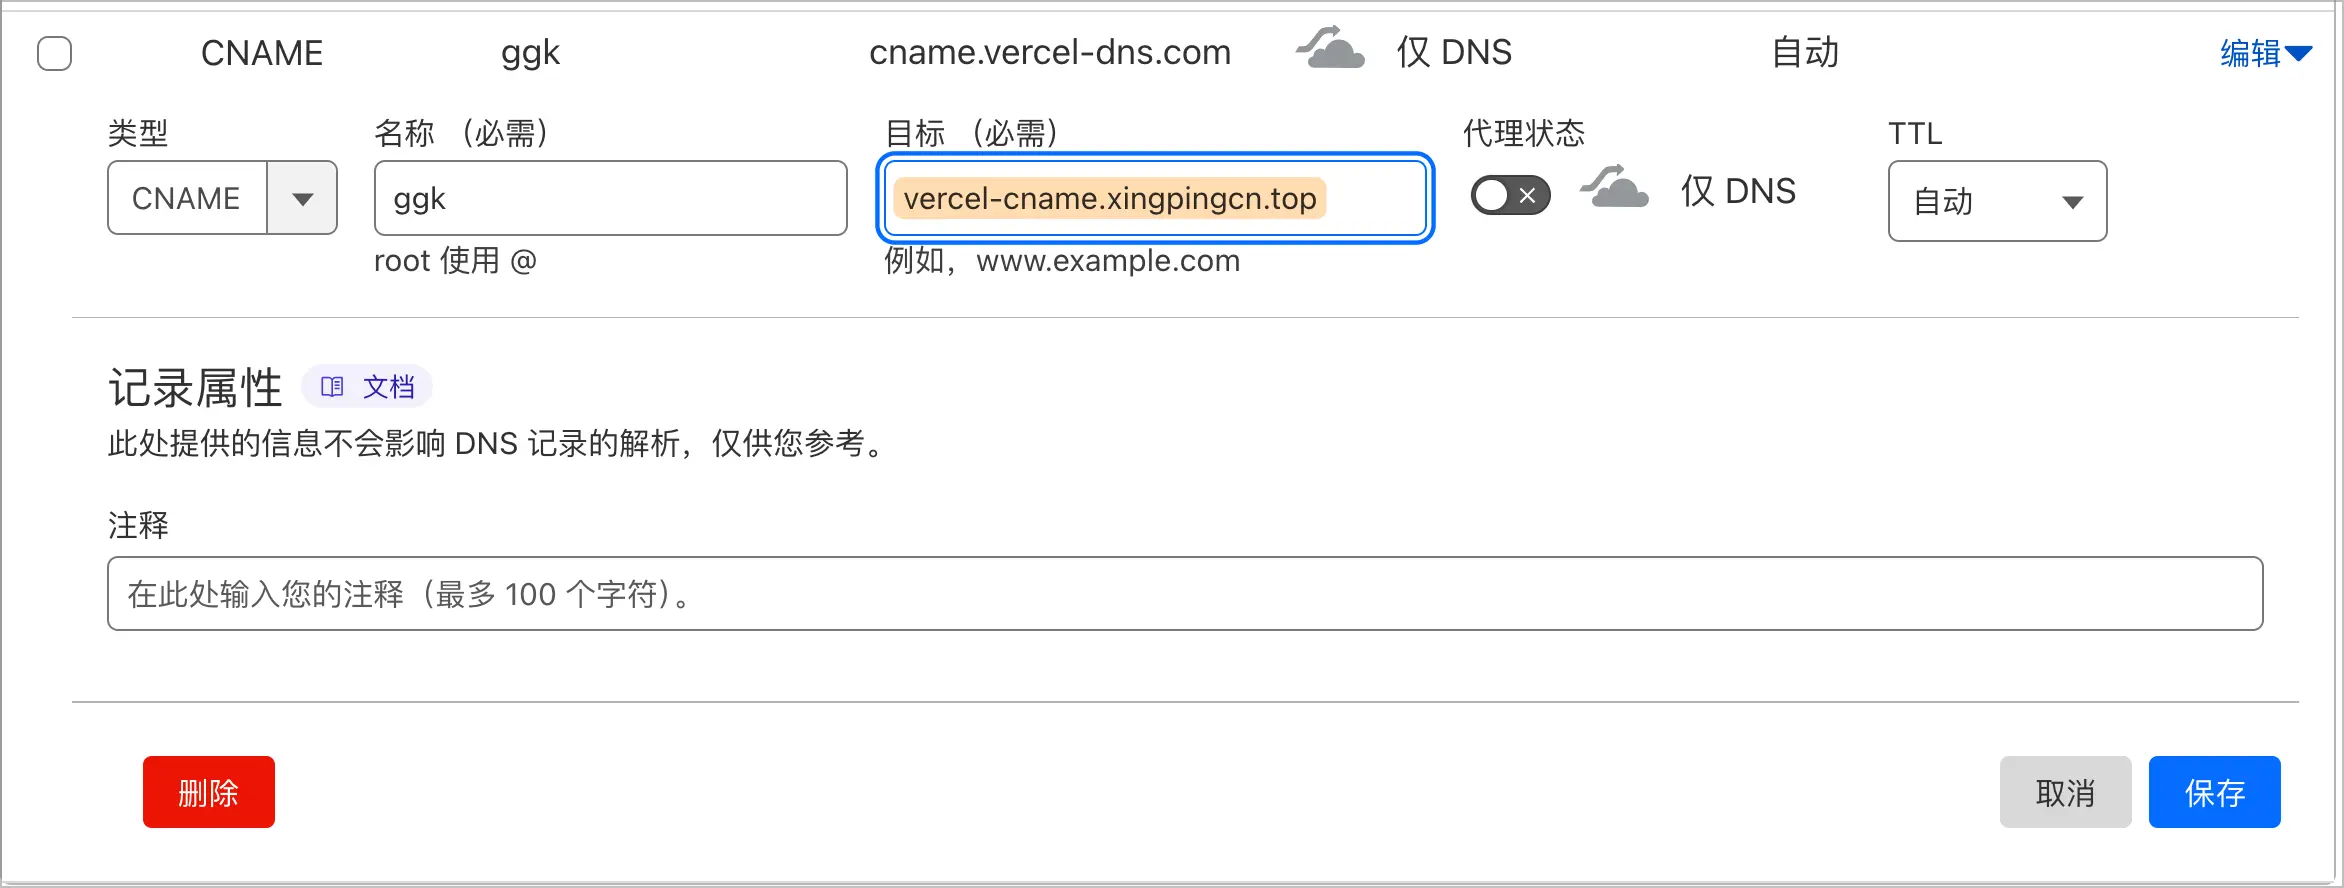 CNAME ggk cname.vercel-dns.com 仅 DNS 自动 编辑
类型 名称 （必需） 目标 （必需） 代理状态 TTL
CNAME ggk vercel-cname.xingpingcn.top 仅 DNS 自动
root 使用 @ 例如，www.example.com
记录属性 文档
此处提供的信息不会影响 DNS 记录的解析，仅供您参考。
注释
在此处输入您的注释（最多 100 个字符）。
删除 取消 保存